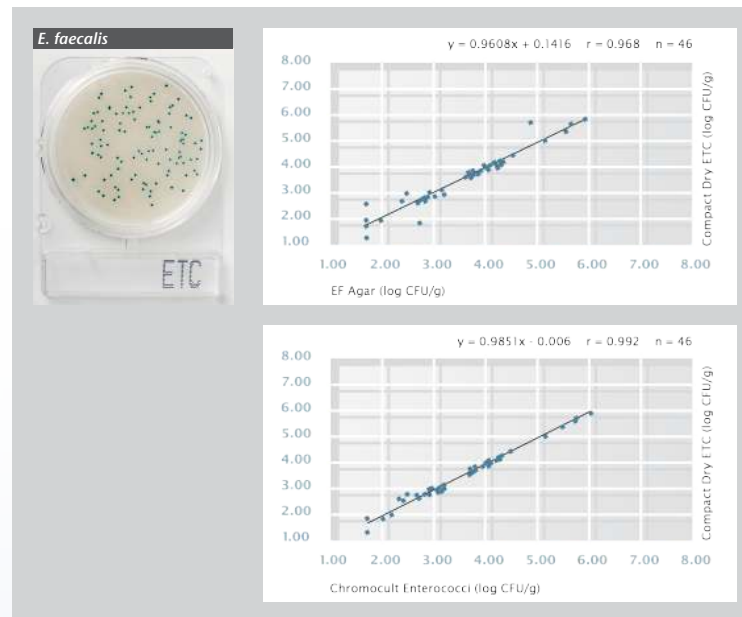 E. faecalis
ETC
y = 0.9608x + 0.1416 r = 0.968 n = 46
8.00
7.00
6.00
5.00
4.00
3.00
2.00
1.00
1.00 2.00 3.00 4.00 5.00 6.00 7.00 8.00
EF Agar (log CFU/g)
Compact Dry ETC (log CFU/g)
y = 0.9851x - 0.006 r = 0.992 n = 46
8.00
7.00
6.00
5.00
4.00
3.00
2.00
1.00
1.00 2.00 3.00 4.00 5.00 6.00 7.00 8.00
Chromocult Enterococci (log CFU/g)
Compact Dry ETC (log CFU/g)